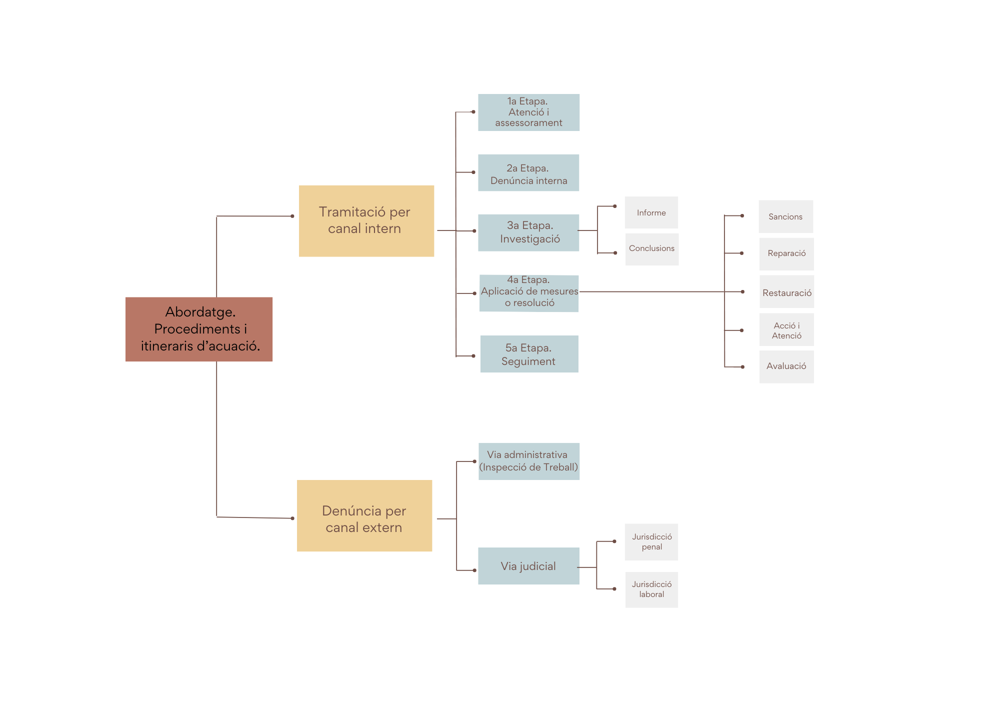 Abordatge.
Procediments i
itineraris d’acuació.
Tramitació per
canal intern
1a Etapa.
Atenció i
assessorament
2a Etapa.
Denúncia interna
3a Etapa.
Investigació
Informe
Conclusions
4a Etapa.
Aplicació de mesures
o resolució
Sancions
Reparació
Restauració
Acció i
Atenció
Avaluació
5a Etapa.
Seguiment
Denúncia per
canal extern
Via administrativa
(Inspecció de Treball)
Via judicial
Jurisdicció
penal
Jurisdicció
laboral